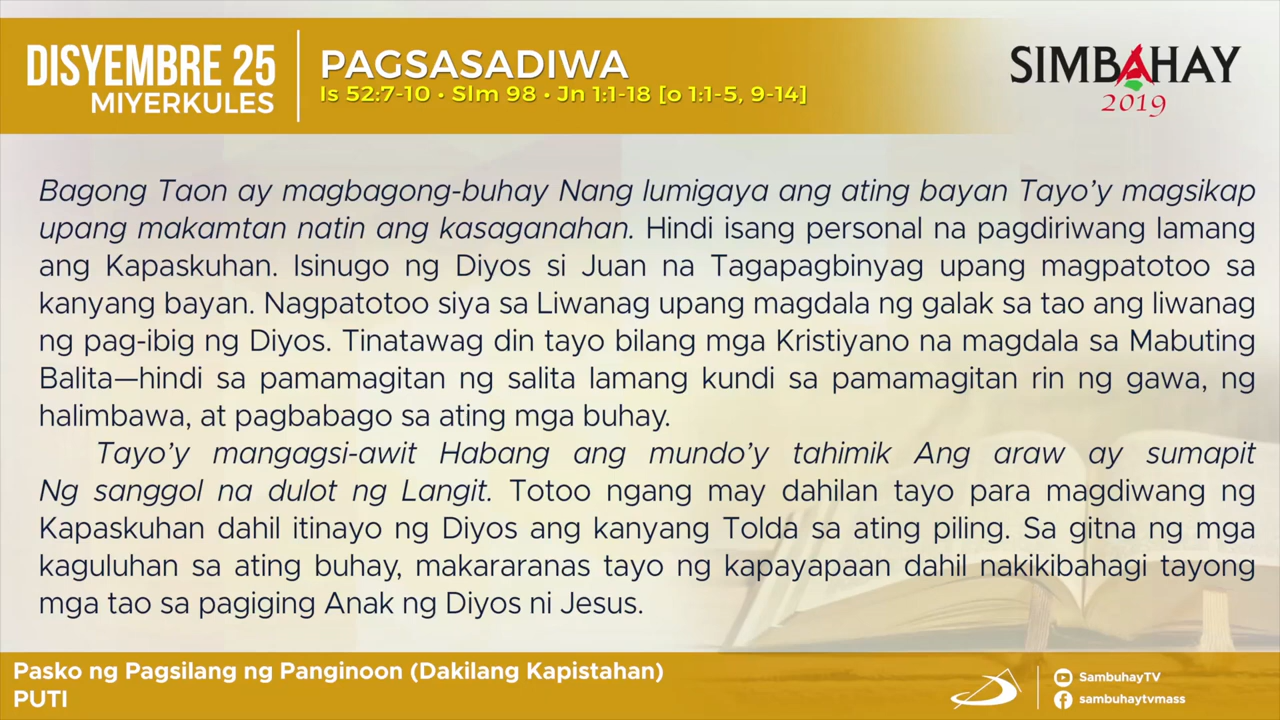 DISYEMBRE 25
MIYERKULES
PAGSASADIWA
Is 52:7-10 • Slm 98 • Jn 1:1-18 [o 1:1-5, 9-14]
SIMBAHAY
2019
Bagong Taon ay magbagong-buhay Nang lumigaya ang ating bayan Tayo’y magsikap
upang makamtan natin ang kasaganahan. Hindi isang personal na pagdiriwang lamang
ang Kapaskuhan. Isinugo ng Diyos si Juan na Tagapagbinyag upang magpatotoo sa
kanyang bayan. Nagpatotoo siya sa Liwanag upang magdala ng galak sa tao ang liwanag
ng pag-ibig ng Diyos. Tinatawag din tayo bilang mga Kristiyano na magdala sa Mabuting
Balita—hindi sa pamamagitan ng salita lamang kundi sa pamamagitan rin ng gawa, ng
halimbawa, at pagbabago sa ating mga buhay.
Tayo’y mangagsi-awit Habang ang mundo’y tahimik Ang araw ay sumapit
Ng sanggol na dulot ng Langit. Totoo ngang may dahilan tayo para magdiwang ng
Kapaskuhan dahil itinayo ng Diyos ang kanyang Tolda sa ating piling. Sa gitna ng mga
kaguluhan sa ating buhay, makararanas tayo ng kapayapaan dahil nakikibahagi tayong
mga tao sa pagiging Anak ng Diyos ni Jesus.
Pasko ng Pagsilang ng Panginoon (Dakilang Kapistahan)
PUTI
SambuhayTV
sambuhaytvmass